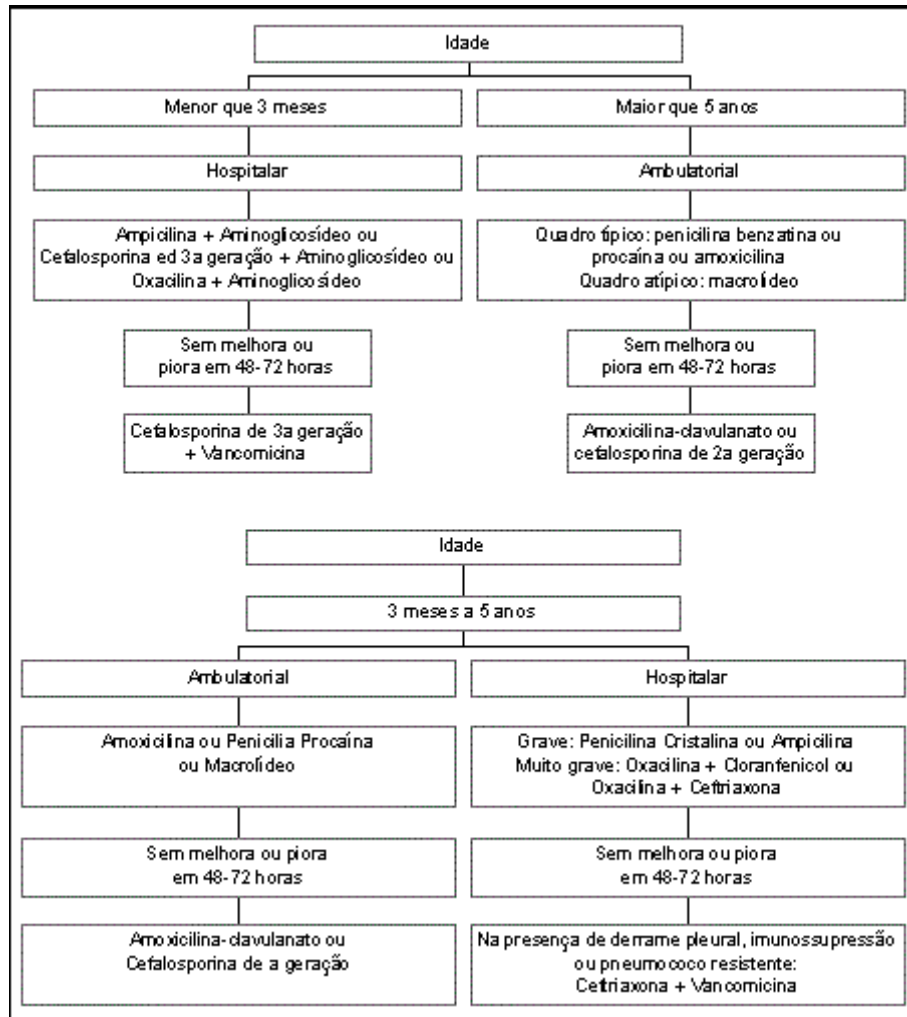 Idade
Menor que 3 meses
Maior que 5 anos
Hospitalar
Ambulatorial
Ampicilina + Aminoglicosídeo ou
Cefalosporina ed 3a geração + Aminoglicosídeo ou
Oxacilina + Aminoglicosídeo
Quadro típico: penicilina benzatina ou
procaína ou amoxicilina
Quadro atípico: macrolídeo
Sem melhora ou
piora em 48-72 horas
Sem melhora ou
piora em 48-72 horas
Cefalosporina de 3a geração
+ Vancomicina
Amoxicilina-clavulanato ou
cefalosporina de 2a geração
Idade
3 meses a 5 anos
Ambulatorial
Hospitalar
Amoxicilina ou Penicilia Procaína
ou Macrolídeo
Grave: Penicilina Cristalina ou Ampicilina
Muito grave: Oxacilina + Cloranfenicol ou
Oxacilina + Ceftriaxona
Sem melhora ou piora
em 48-72 horas
Sem melhora ou piora
em 48-72 horas
Amoxicilina-clavulanato ou
Cefalosporina de a geração
Na presença de derrame pleural, imunossupressão
ou pneumococo resistente:
Ceftriaxona + Vancomicina